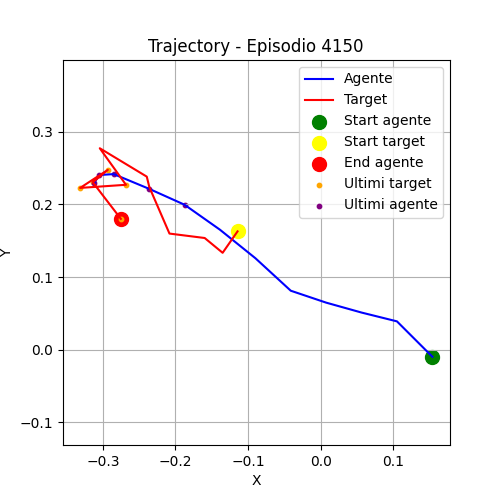 Trajectory - Episodio 4150
Agente
Target
Start agente
Start target
End agente
Ultimi target
Ultimi agente
Y
0.3
0.2
0.1
0.0
−0.1
−0.3
−0.2
−0.1
0.0
0.1
X